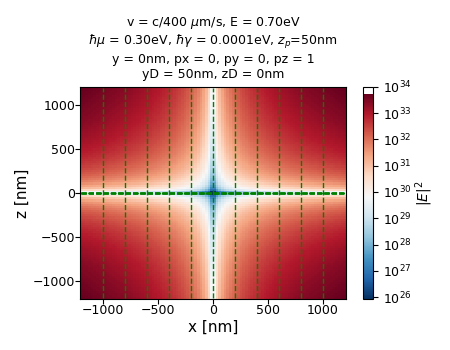 v = c/400 μm/s, E = 0.70eV
ħμ = 0.30eV, ħγ = 0.0001eV, z_p=50nm
y = 0nm, px = 0, py = 0, pz = 1
yD = 50nm, zD = 0nm
1000
500
0
−500
−1000
z [nm]
−1000 −500 0 500 1000
x [nm]
10^34
10^33
10^32
10^31
10^30
10^29
10^28
10^27
10^26
|E|^2